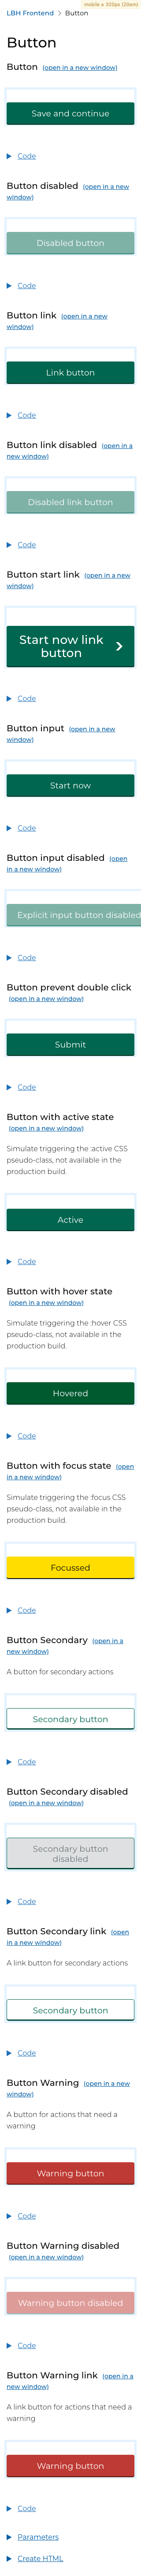 mobile ≥ 320px (20em)
LBH Frontend > Button
Button
Button (open in a new window)
Save and continue
Code
Button disabled (open in a new
window)
Disabled button
Code
Button link (open in a new
window)
Link button
Code
Button link disabled (open in a
new window)
Disabled link button
Code
Button start link (open in a new
window)
Start now link
button
Code
Button input (open in a new
window)
Start now
Code
Button input disabled (open
in a new window)
Explicit input button disabled
Code
Button prevent double click
(open in a new window)
Submit
Code
Button with active state
(open in a new window)
Simulate triggering the :active CSS
pseudo-class, not available in the
production build.
Active
Code
Button with hover state
(open in a new window)
Simulate triggering the :hover CSS
pseudo-class, not available in the
production build.
Hovered
Code
Button with focus state (open
in a new window)
Simulate triggering the :focus CSS
pseudo-class, not available in the
production build.
Focussed
Code
Button Secondary (open in a
new window)
A button for secondary actions
Secondary button
Code
Button Secondary disabled
(open in a new window)
Secondary button
disabled
Code
Button Secondary link (open
in a new window)
A link button for secondary actions
Secondary button
Code
Button Warning (open in a new
window)
A button for actions that need a
warning
Warning button
Code
Button Warning disabled
(open in a new window)
Warning button disabled
Code
Button Warning link (open in a
new window)
A link button for actions that need a
warning
Warning button
Code
Parameters
Create HTML